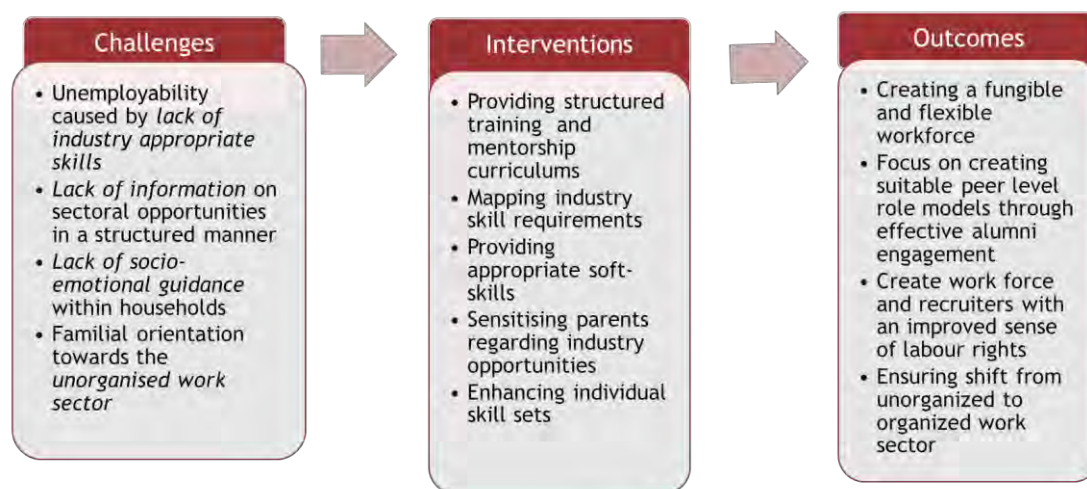 Challenges
• Unemployability
caused by lack of
industry appropriate
skills
• Lack of information on
sectoral opportunities
in a structured manner
• Lack of socio-
emotional guidance
within households
• Familial orientation
towards the
unorganised work
sector
Interventions
• Providing structured
training and
mentorship
curriculums
• Mapping industry
skill requirements
• Providing
appropriate soft-
skills
• Sensitising parents
regarding industry
opportunities
• Enhancing individual
skill sets
Outcomes
• Creating a fungible
and flexible
workforce
• Focus on creating
suitable peer level
role models through
effective alumni
engagement
• Create work force
and recruiters with
an improved sense
of labour rights
• Ensuring shift from
unorganized to
organized work
sector